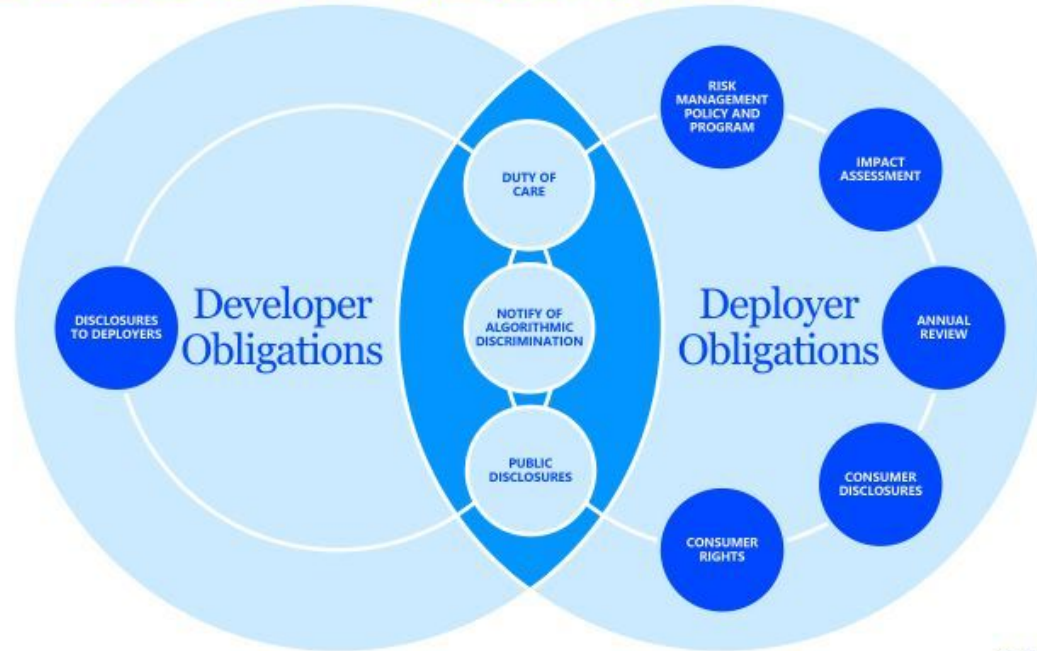 RISK
MANAGEMENT
POLICY AND
PROGRAM
DUTY OF
CARE
IMPACT
ASSESSMENT
DISCLOSURES
TO DEPLOYERS
Developer
Obligations
NOTIFY OF
ALGORITHMIC
DISCRIMINATION
Deployer
Obligations
ANNUAL
REVIEW
PUBLIC
DISCLOSURES
CONSUMER
DISCLOSURES
CONSUMER
RIGHTS